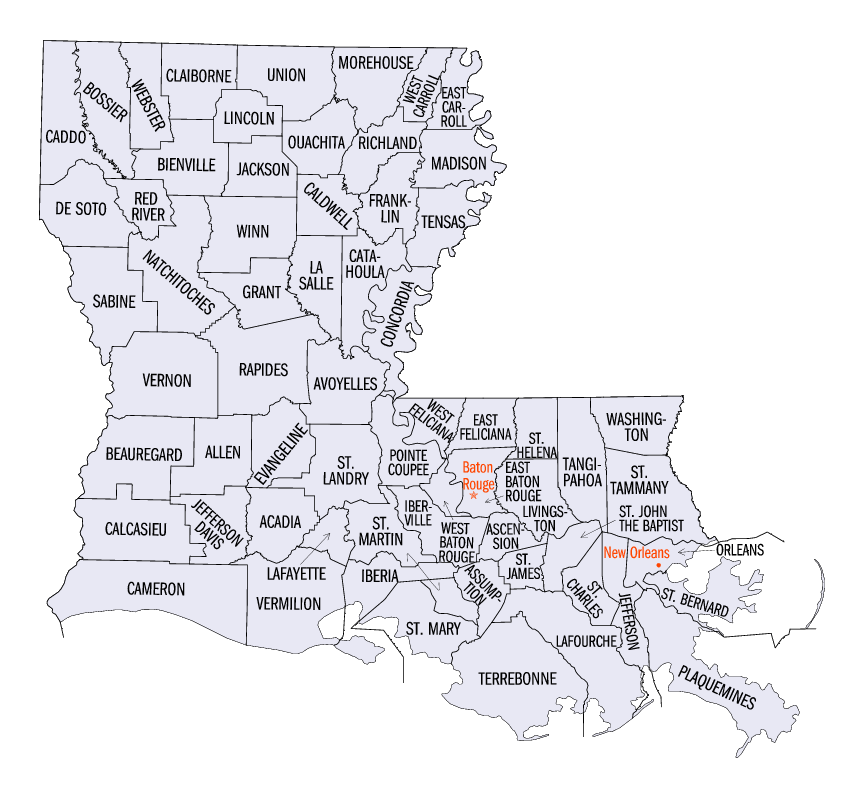 MOREHOUSE
CLAIBORNE
UNION
WEST
CARROLL
BOSSIER
WEBSTER
EAST
CAR-
ROLL
LINCOLN
CADDO
OUACHITA
RICHLAND
BIENVILLE
JACKSON
MADISON
DE SOTO
RED
RIVER
CALDWELL
FRANK-
LIN
TENSAS
WINN
NATCHITOCHES
CATA-
HOULA
LA
SALLE
SABINE
GRANT
CONCORDIA
VERNON
RAPIDES
AVOYELLES
WEST
FELICIANA
EAST
FELICIANA
ST.
HELENA
WASHING-
TON
BEAUREGARD
ALLEN
EVANGELINE
ST.
LANDRY
POINTE
COUPEE
Baton
Rouge
EAST
BATON
ROUGE
TANGI-
PAHOA
ST.
TAMMANY
CALCASIEU
JEFFERSON
DAVIS
ACADIA
ST.
MARTIN
IBER-
VILLE
WEST
BATON
ROUGE
ASCEN-
SION
LIVINGS-
TON
ST. JOHN
THE BAPTIST
New Orleans
ORLEANS
CAMERON
LAFAYETTE
VERMILION
IBERIA
ASSUMP-
TION
ST.
JAMES
ST.
CHARLES
JEFFERSON
ST. BERNARD
ST. MARY
LAFOURCHE
TERREBONNE
PLAQUEMINES